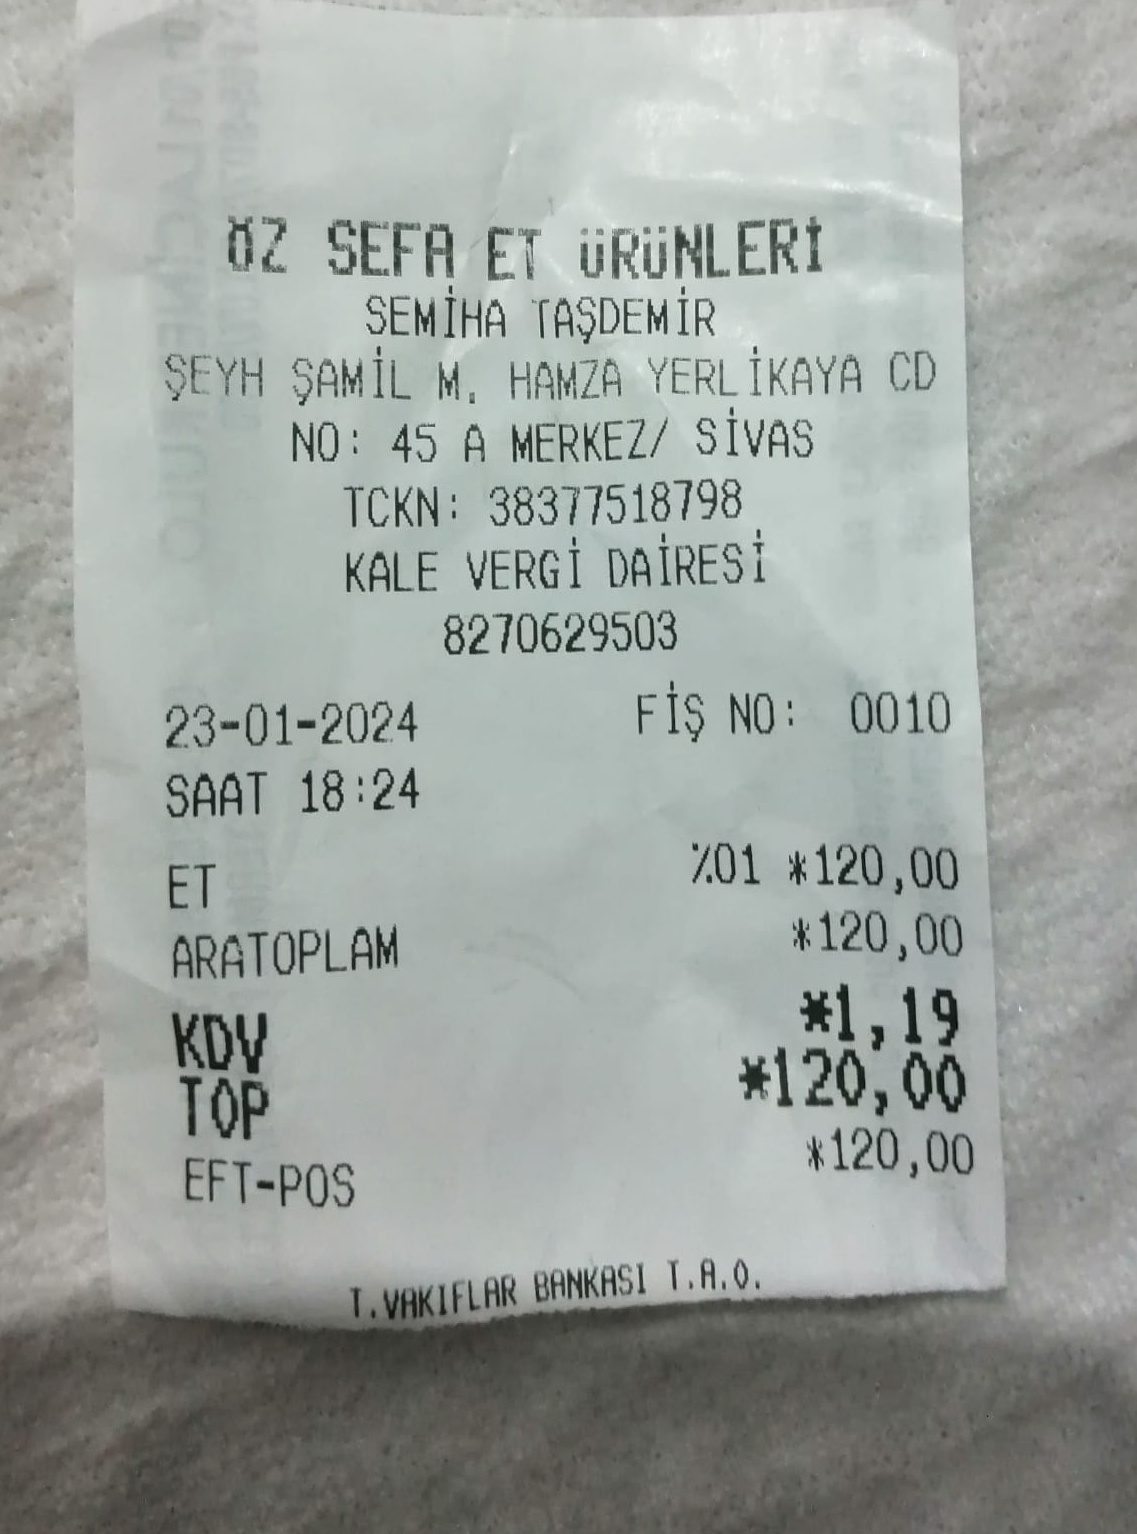 ÖZ SEFA ET ÜRÜNLERİ
SEMİHA TAŞDEMİR
ŞEYH ŞAMİL M. HAMZA YERLİKAYA CD
NO: 45 A MERKEZ/ SİVAS
TCKN: 38377518798
KALE VERGİ DAİRESİ
8270629503
23-01-2024 FİŞ NO: 0010
SAAT 18:24
ET %01 *120,00
ARATOPLAM *120,00
KDV *1,19
TOP *120,00
EFT-POS *120,00
T.VAKIFLAR BANKASI T.A.O.